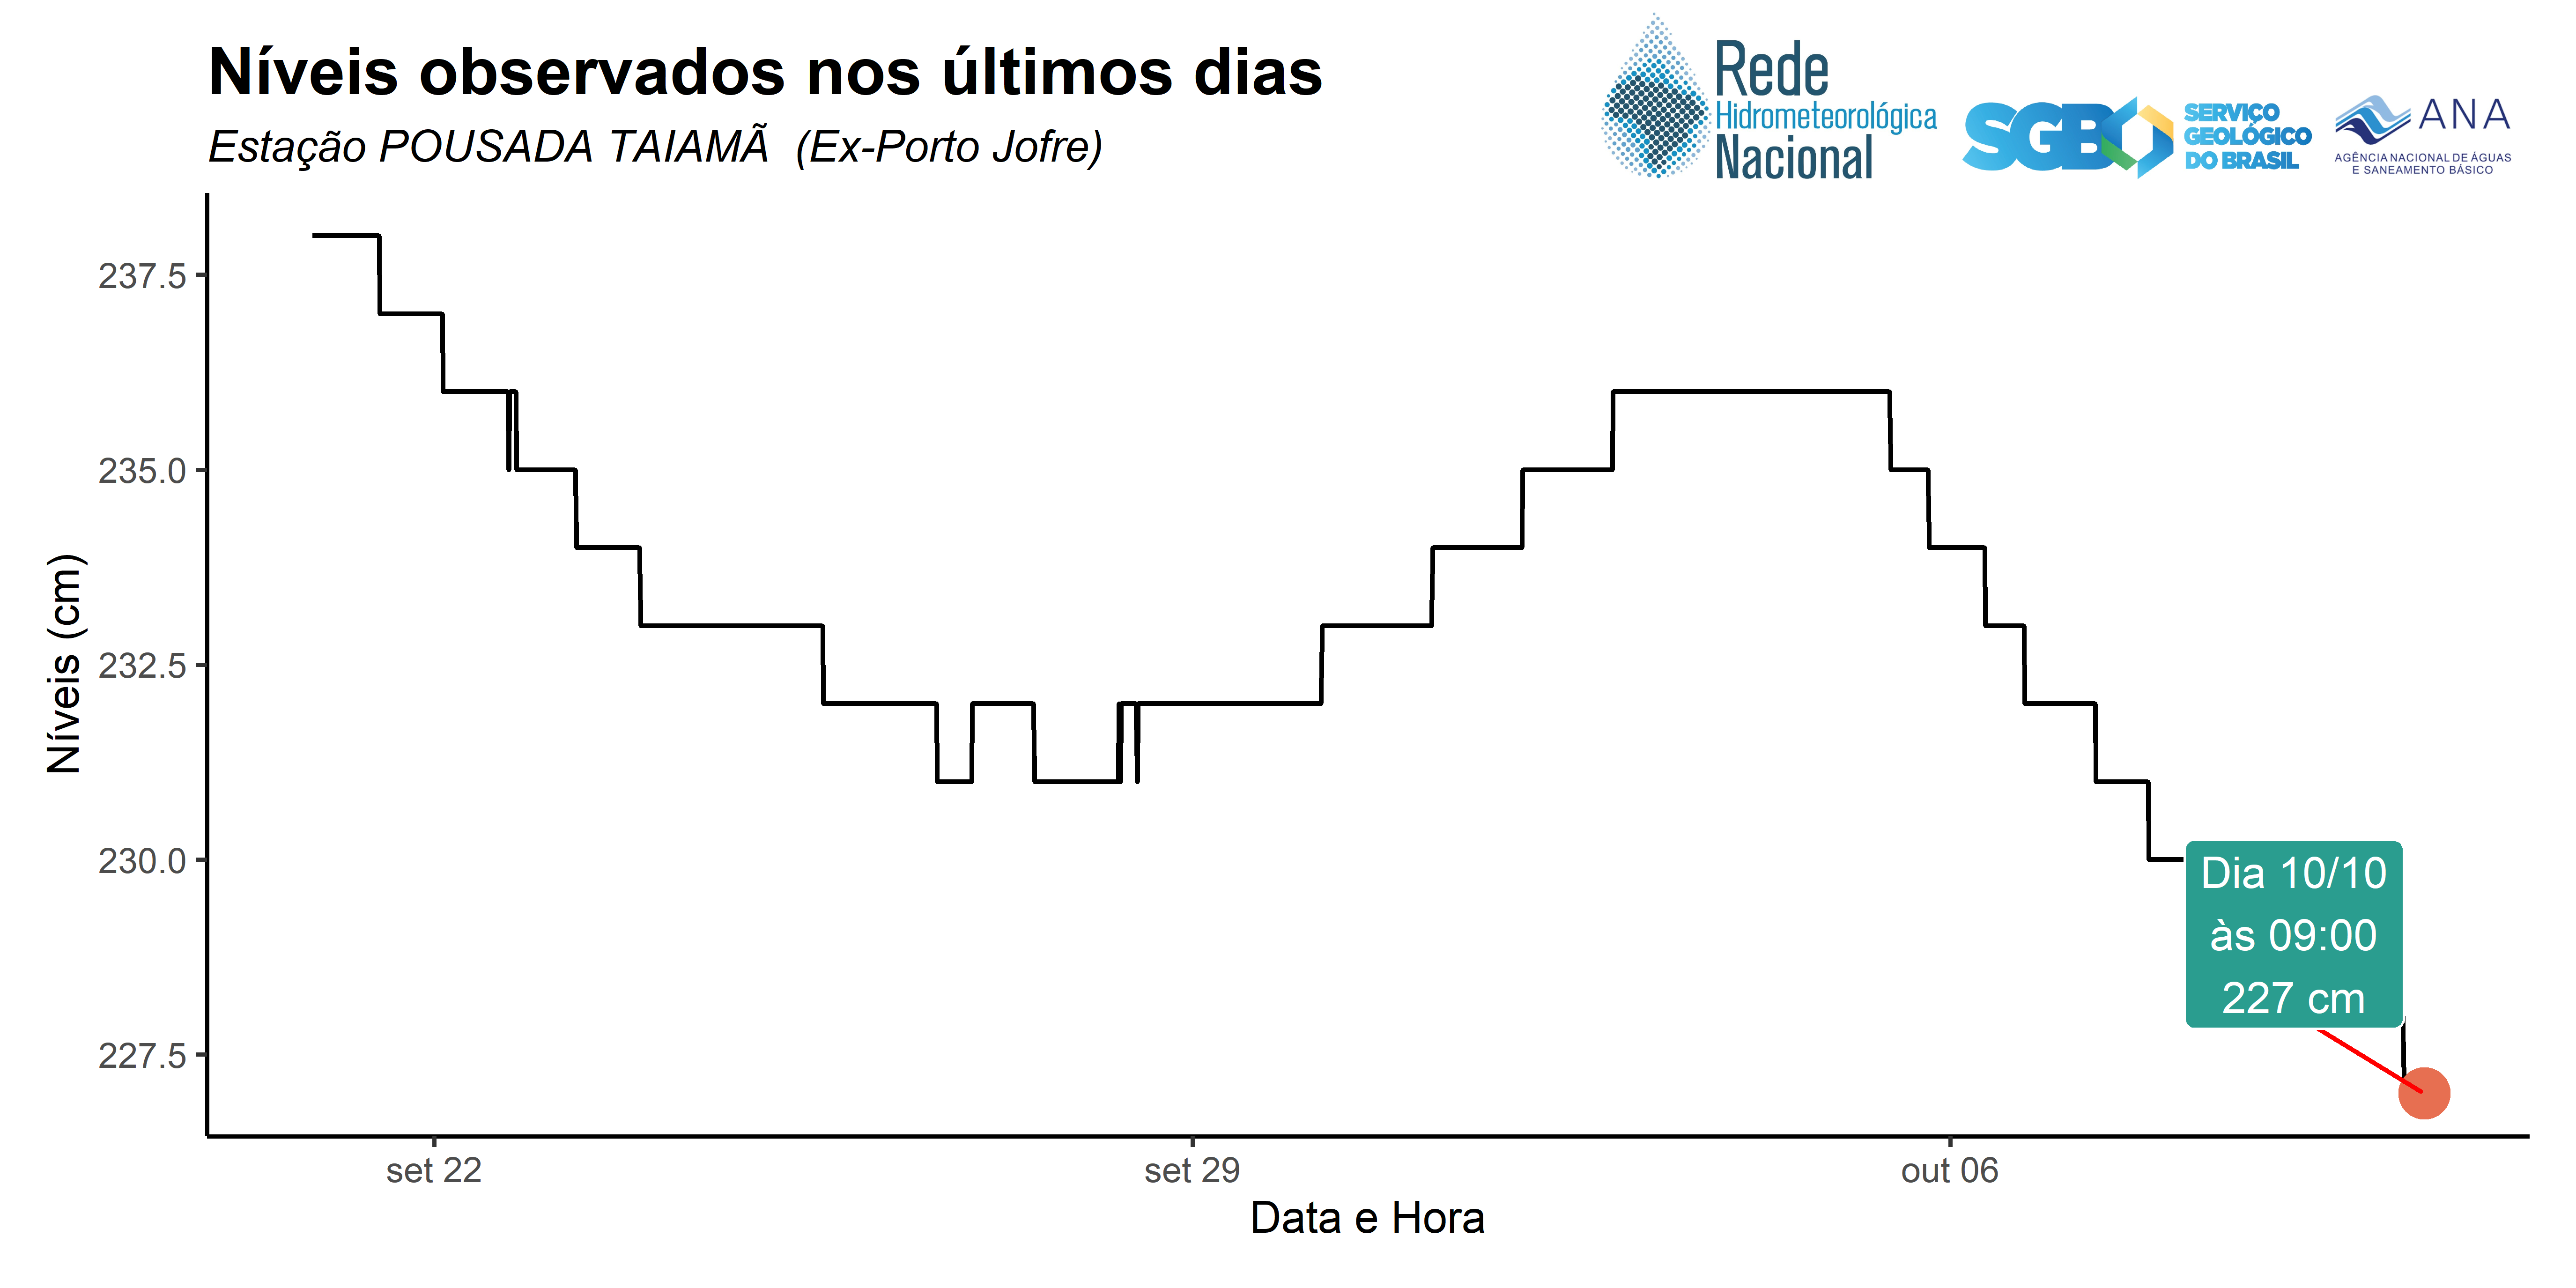 Níveis observados nos últimos dias
Estação POUSADA TAIAMÃ  (Ex-Porto Jofre)
Rede
Hidrometeorológica
Nacional
SGB
SERVIÇO
GEOLÓGICO
DO BRASIL
ANA
AGÊNCIA NACIONAL DE ÁGUAS
E SANEAMENTO BÁSICO
Níveis (cm)
237.5
235.0
232.5
230.0
227.5
Dia 10/10
às 09:00
227 cm
set 22
set 29
out 06
Data e Hora